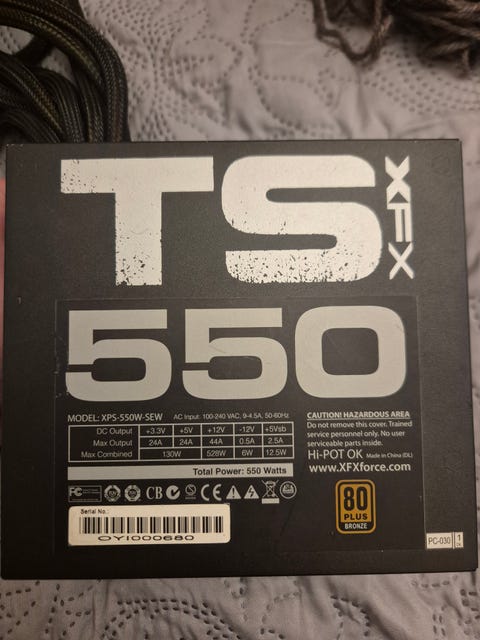 TS
XFX
550
MODEL: XPS-550W-SEW AC Input: 100-240 VAC, 9-4.5A, 50-60Hz
DC Output +3.3V +5V +12V -12V +5Vsb
Max Output 24A 24A 44A 0.5A 2.5A
Max Combined 130W 528W 6W 12.5W
Total Power: 550 Watts
CAUTION! HAZARDOUS AREA
Do not remove this cover. Trained
service personnel only. No user
serviceable parts inside.
Hi-POT OK Made in China (DL)
www.XFXforce.com
FC CB CE
80
PLUS
BRONZE
Serial No.:
OYI000680
PC-030